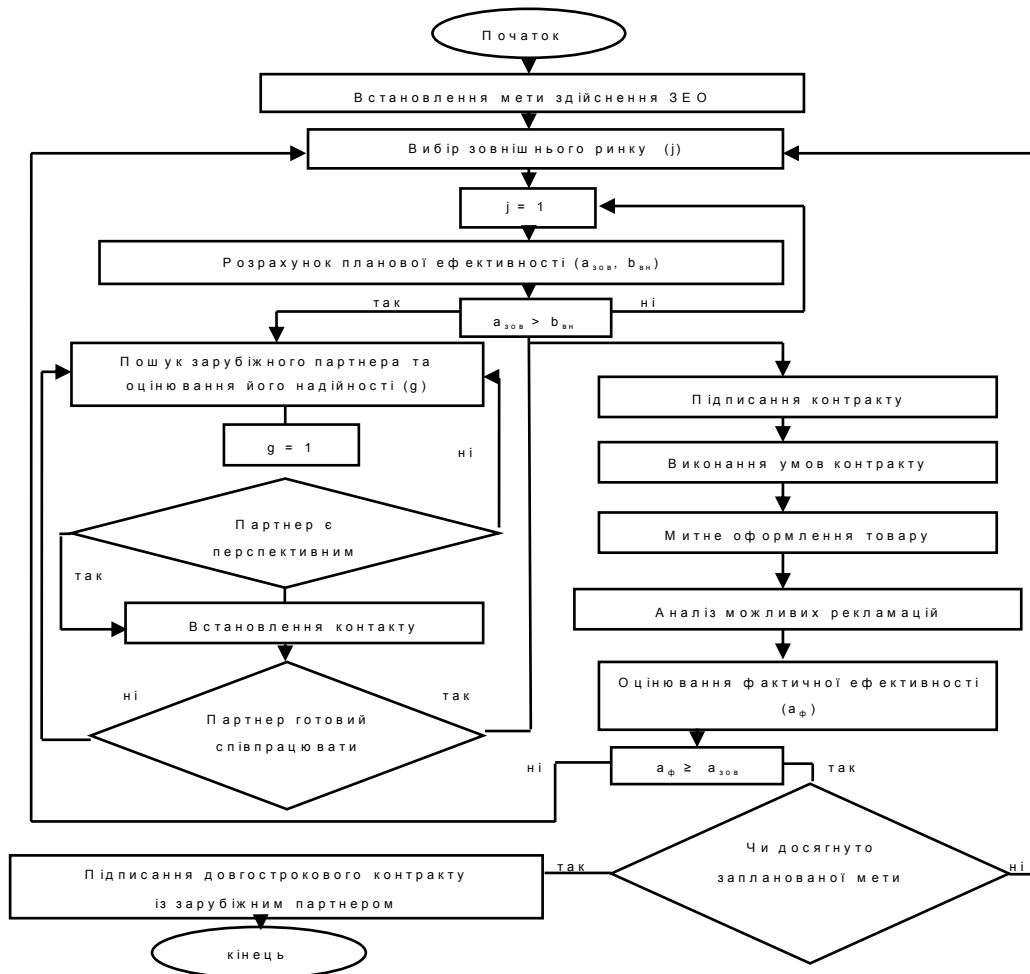 Початок
Встановлення мети здійснення ЗЕО
Вибір зовнішнього ринку (j)
j = 1
Розрахунок планової ефективності (aзов, bвн)
так
ні
aзов > bвн
Пошук зарубіжного партнера та
оцінювання його надійності (g)
g = 1
ні
Партнер є
перспективним
так
Встановлення контакту
ні
так
Партнер готовий
співпрацювати
Підписання контракту
Виконання умов контракту
Митне оформлення товару
Аналіз можливих рекламацій
Оцінювання фактичної ефективності
(aф)
ні
aф ≥ aзов
так
Чи досягнуто
запланованої мети
так
ні
Підписання довгострокового контракту
із зарубіжним партнером
кінець